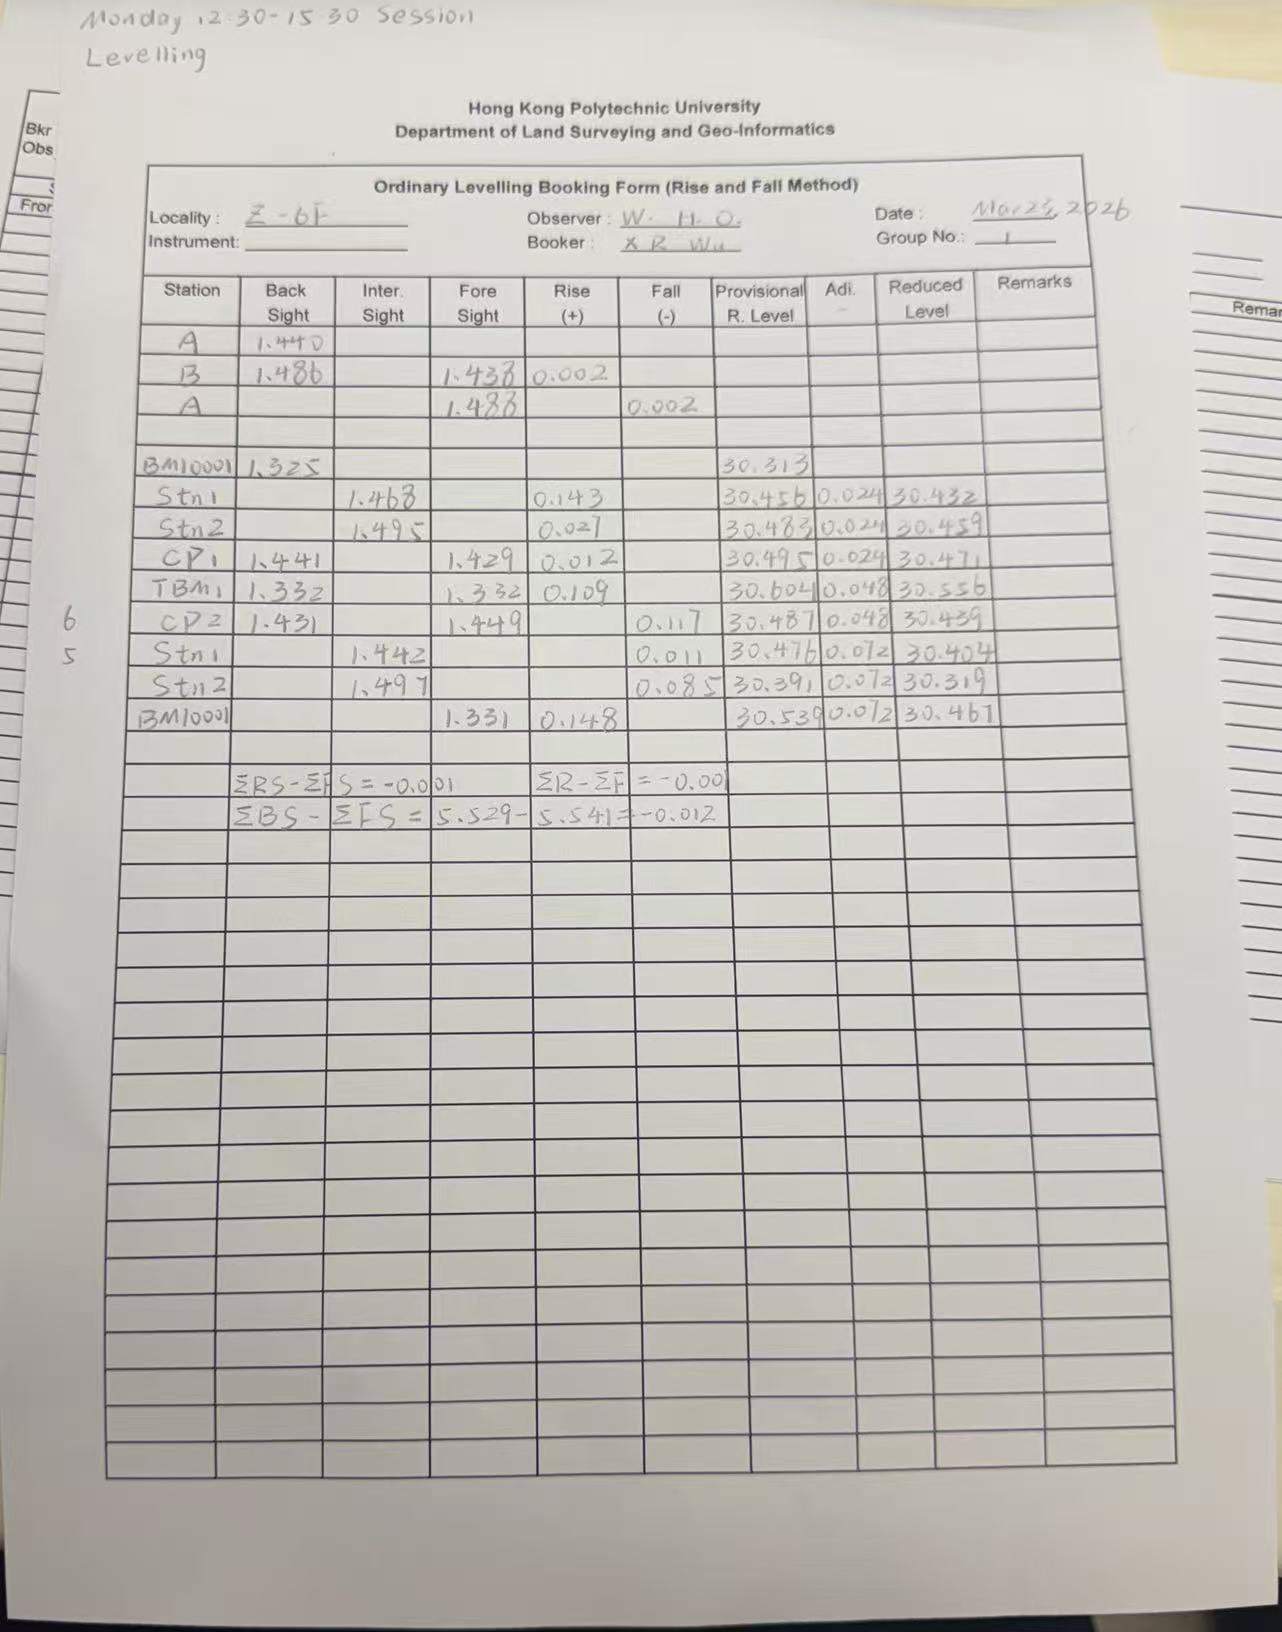 Monday 12:30-15:30 Session
Levelling
Hong Kong Polytechnic University
Department of Land Surveying and Geo-Informatics
Bkr
Obs
Fror
Ordinary Levelling Booking Form (Rise and Fall Method)
Locality : Z-6F Observer : W. H. O. Date : Mar 23, 2026
Instrument: Booker : X R Wu Group No.: 1
Station Back Sight Inter. Sight Fore Sight Rise (+) Fall (-) Provisional R. Level Adj. Reduced Level Remarks
Remar
A 1.440
B 1.486 1.438 0.002
A 1.488 0.002
BM10001 1.325 30.313
Stn1 1.468 0.143 30.456 0.024 30.432
Stn2 1.495 0.027 30.483 0.024 30.459
CP1 1.441 1.429 0.012 30.495 0.024 30.471
TBM1 1.332 1.332 0.109 30.604 0.048 30.556
6 CP2 1.431 1.449 0.117 30.487 0.048 30.439
5 Stn1 1.442 0.011 30.476 0.072 30.404
Stn2 1.497 0.085 30.391 0.072 30.319
BM10001 1.331 0.148 30.539 0.072 30.467
ΣBS-ΣFS = -0.001 ΣR-ΣF = -0.00
ΣBS - ΣFS = 5.529-5.541=-0.012